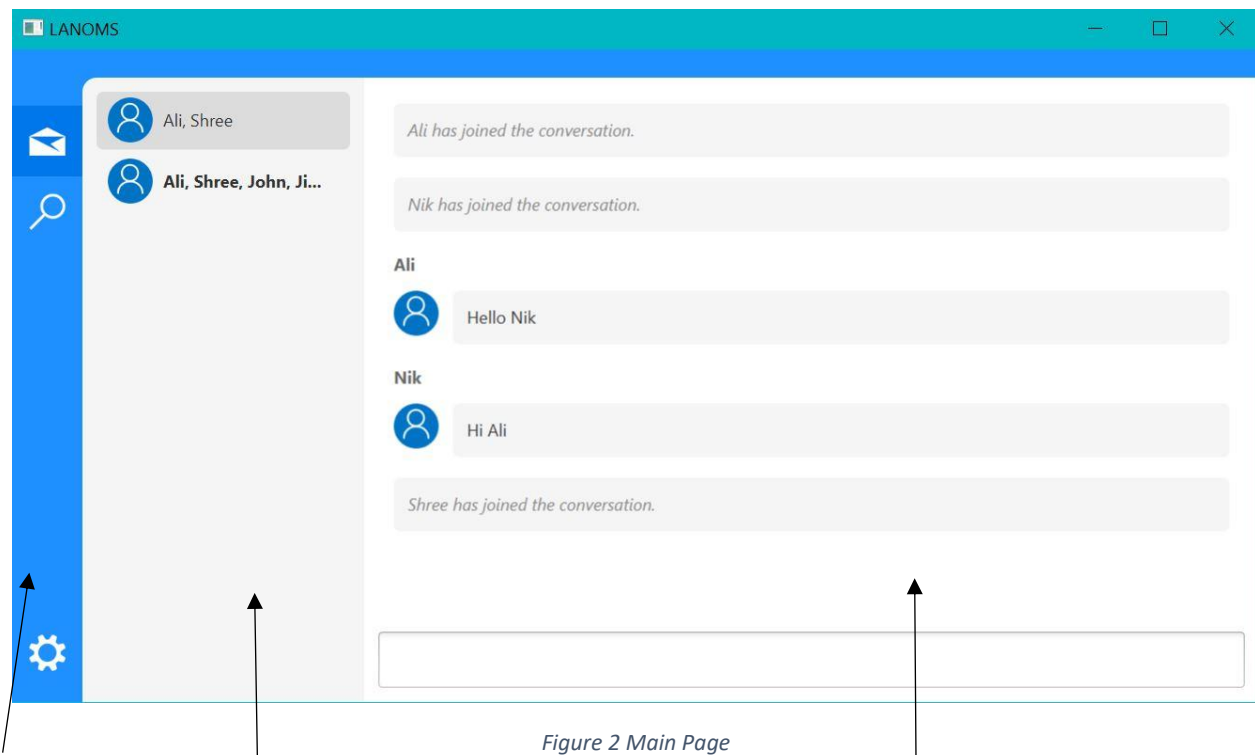 LANOMS
Ali, Shree
Ali, Shree, John, Ji...
Ali has joined the conversation.
Nik has joined the conversation.
Ali
Hello Nik
Nik
Hi Ali
Shree has joined the conversation.
Figure 2 Main Page